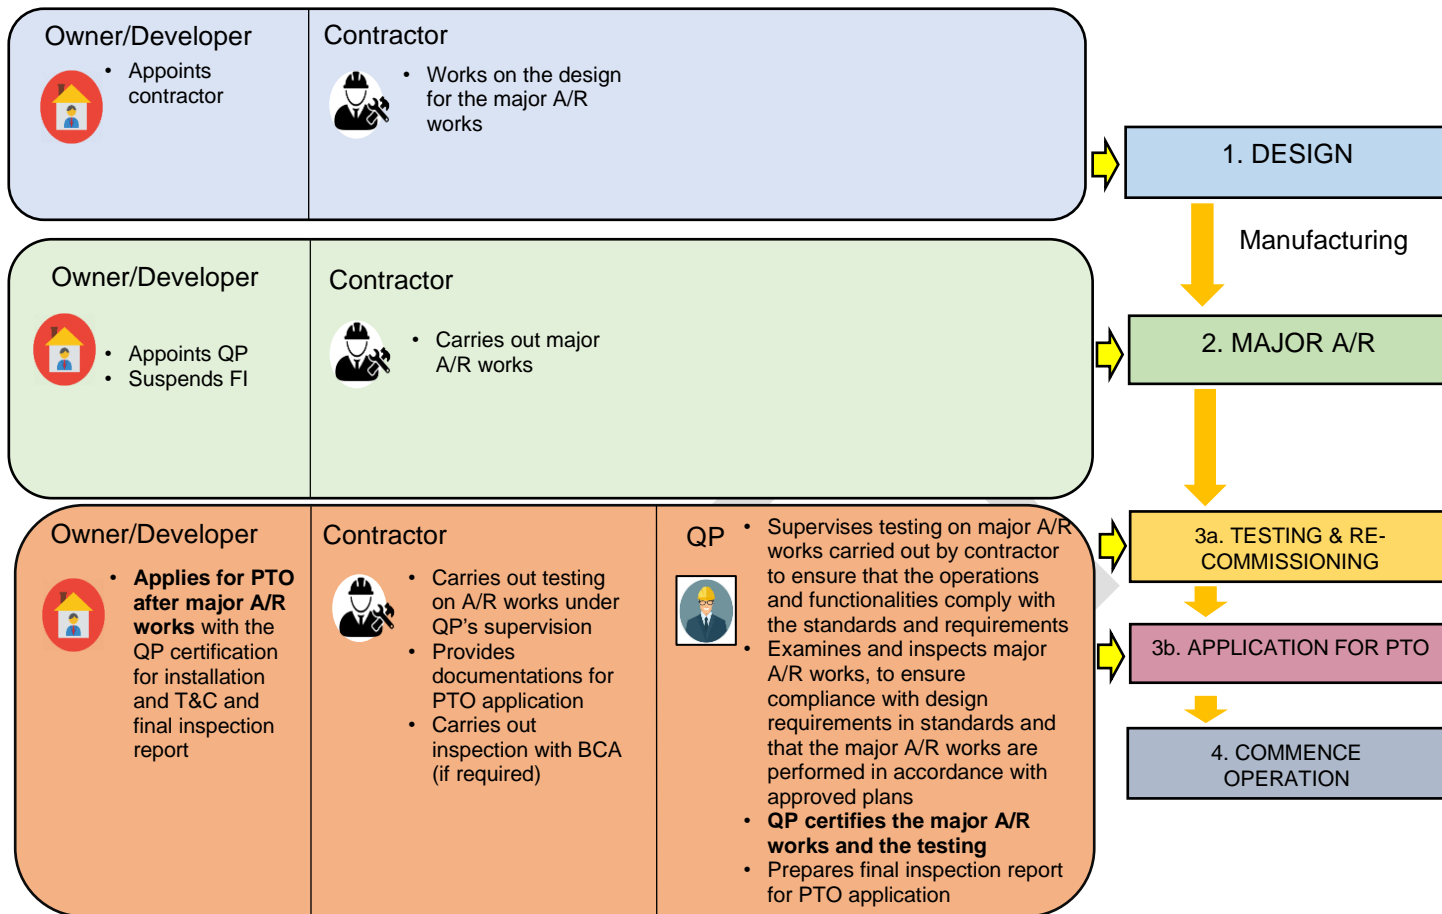 Owner/Developer
• Appoints
contractor
Contractor
• Works on the design
for the major A/R
works
1. DESIGN
Manufacturing
Owner/Developer
• Appoints QP
• Suspends FI
Contractor
• Carries out major
A/R works
2. MAJOR A/R
Owner/Developer
• Applies for PTO
after major A/R
works with the
QP certification
for installation
and T&C and
final inspection
report
Contractor
• Carries out testing
on A/R works under
QP’s supervision
• Provides
documentations for
PTO application
• Carries out
inspection with BCA
(if required)
QP
• Supervises testing on major A/R
works carried out by contractor
to ensure that the operations
and functionalities comply with
the standards and requirements
• Examines and inspects major
A/R works, to ensure
compliance with design
requirements in standards and
that the major A/R works are
performed in accordance with
approved plans
• QP certifies the major A/R
works and the testing
• Prepares final inspection report
for PTO application
3a. TESTING & RE-
COMMISSIONING
3b. APPLICATION FOR PTO
4. COMMENCE
OPERATION